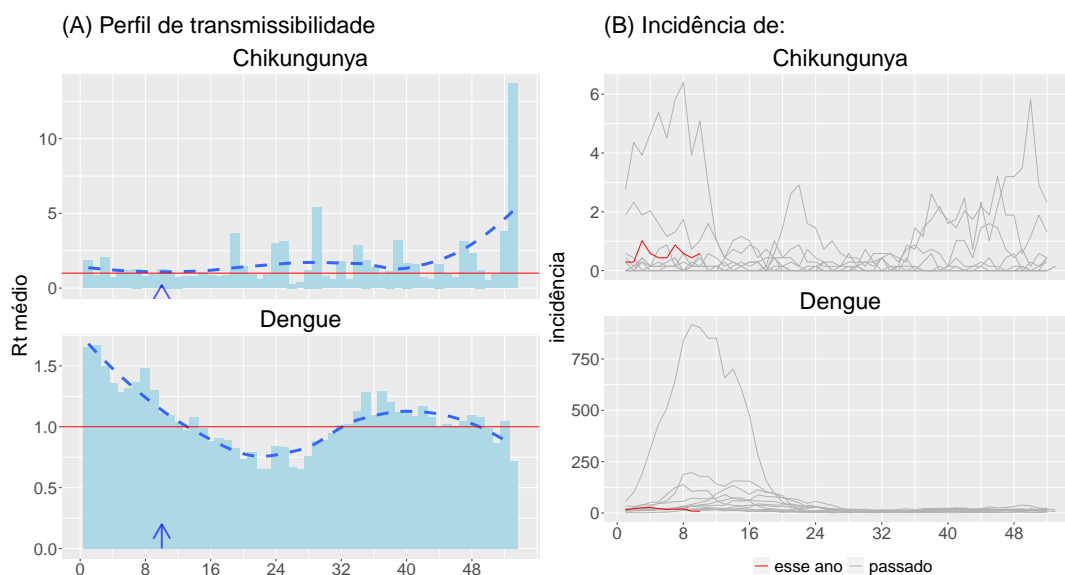 (A) Perfil de transmissibilidade
Chikungunya
10
5
1
0
Rt médio
Dengue
1.5
1.0
0.5
0.0
0 8 16 24 32 40 48
(B) Incidência de:
Chikungunya
6
4
2
0
incidência
Dengue
750
500
250
0
0 8 16 24 32 40 48
esse ano passado